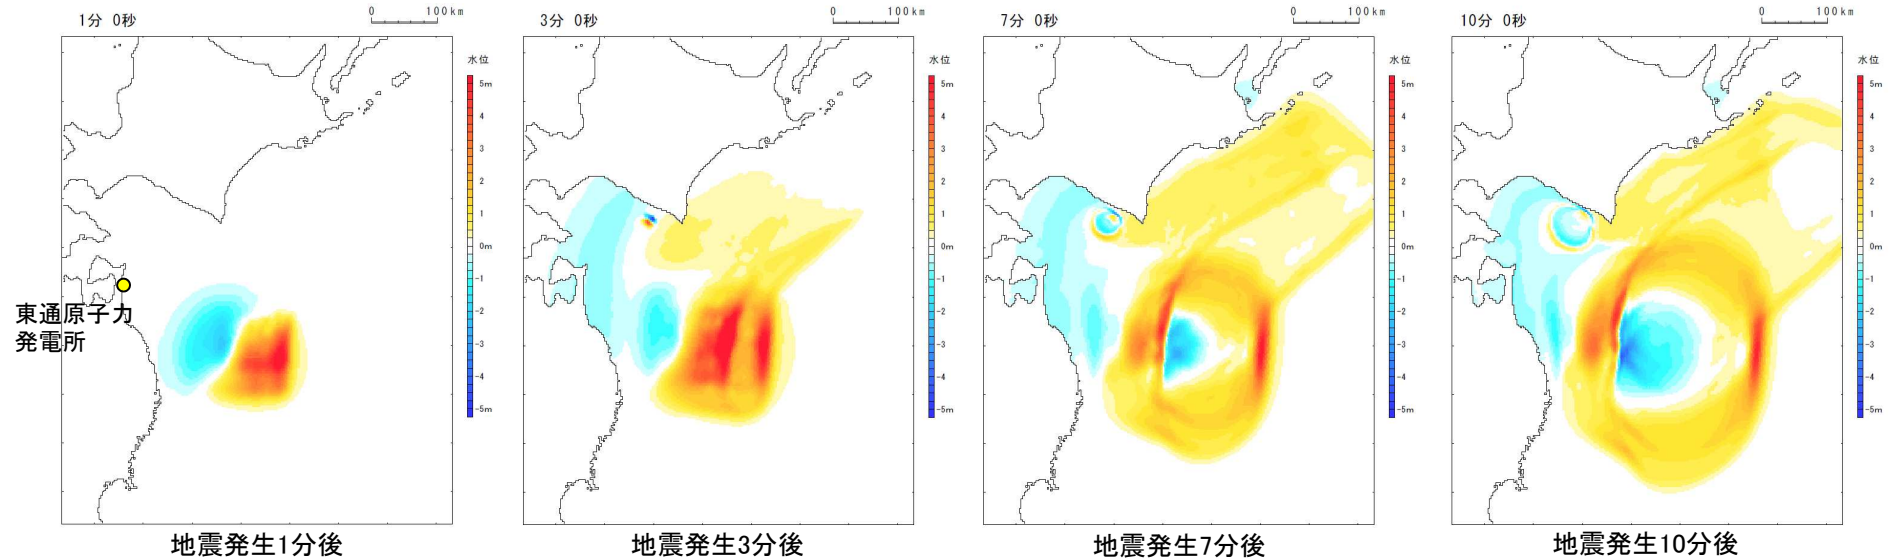 1分 0秒
0 100km
3分 0秒
0 100km
7分 0秒
0 100km
10分 0秒
0 100km
水位
5m
4
3
2
1
0m
-1
-2
-3
-4
-5m
水位
5m
4
3
2
1
0m
-1
-2
-3
-4
-5m
水位
5m
4
3
2
1
0m
-1
-2
-3
-4
-5m
水位
5m
4
3
2
1
0m
-1
-2
-3
-4
-5m
東通原子力
発電所
地震発生1分後
地震発生3分後
地震発生7分後
地震発生10分後